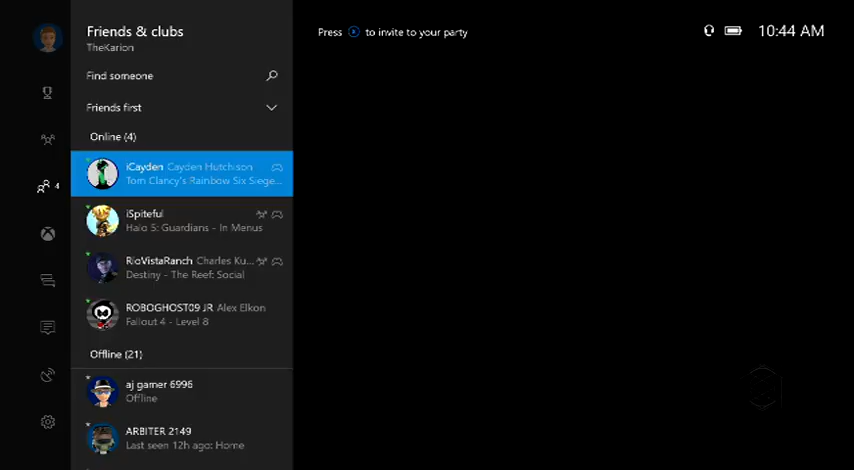 Friends & clubs
TheKarion
Press X to invite to your party
10:44 AM
Find someone
Friends first
Online (4)
iCayden Cayden Hutchison
Tom Clancy's Rainbow Six Siege...
iSpiteful
Halo 5: Guardians - In Menus
4
RioVistaRanch Charles Ku...
Destiny - The Reef: Social
ROBOGHOST09 JR Alex Elkon
Fallout 4 - Level 8
Offline (21)
aj gamer 6996
Offline
ARBITER 2149
Last seen 12h ago: Home